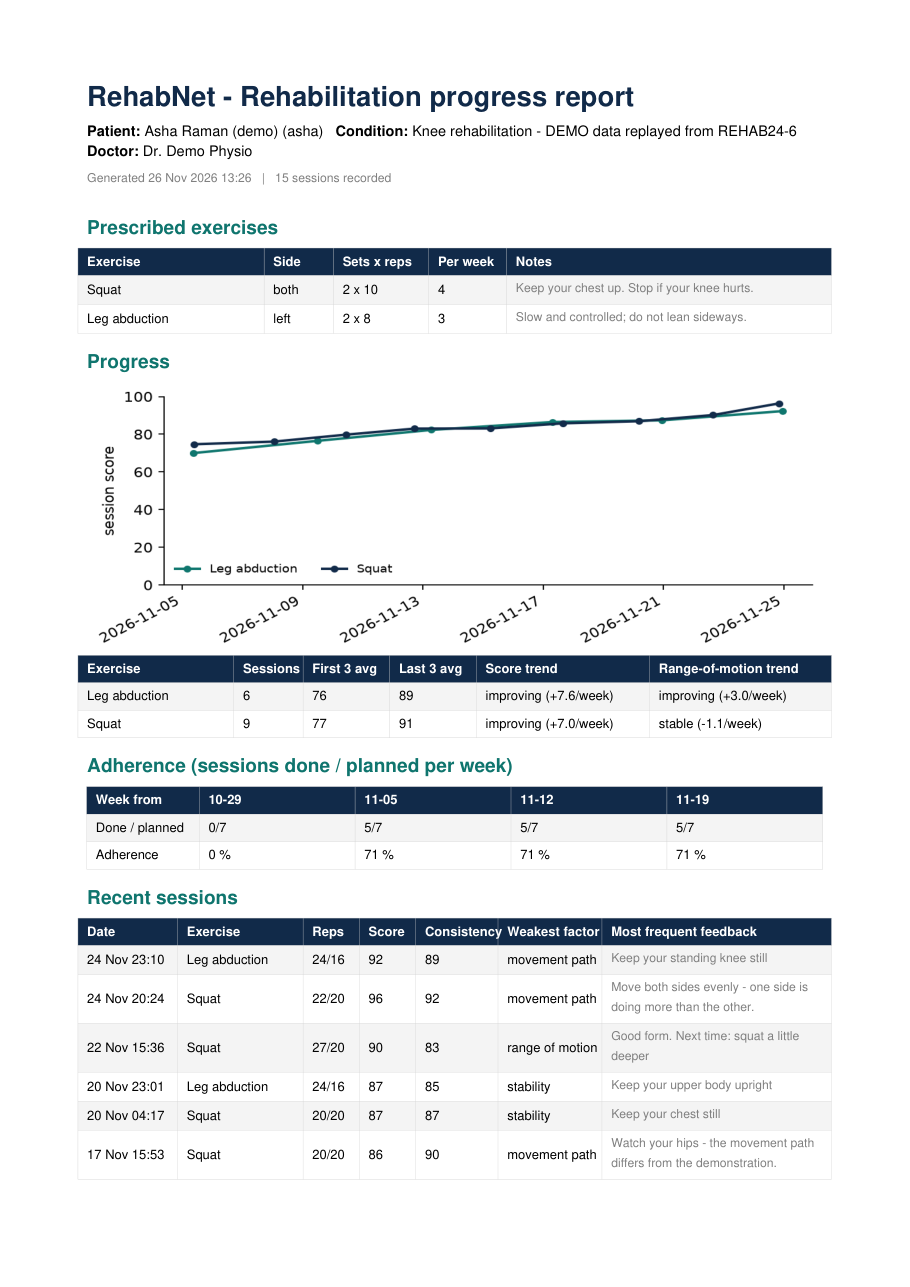 RehabNet - Rehabilitation progress report
Patient: Asha Raman (demo) (asha) Condition: Knee rehabilitation - DEMO data replayed from REHAB24-6
Doctor: Dr. Demo Physio
Generated 26 Nov 2026 13:26 | 15 sessions recorded
Prescribed exercises
Exercise Side Sets x reps Per week Notes
Squat both 2 x 10 4 Keep your chest up. Stop if your knee hurts.
Leg abduction left 2 x 8 3 Slow and controlled; do not lean sideways.
Progress
100
80
60
40
20
0
session score
Leg abduction Squat
2026-11-05 2026-11-09 2026-11-13 2026-11-17 2026-11-21 2026-11-25
Exercise Sessions First 3 avg Last 3 avg Score trend Range-of-motion trend
Leg abduction 6 76 89 improving (+7.6/week) improving (+3.0/week)
Squat 9 77 91 improving (+7.0/week) stable (-1.1/week)
Adherence (sessions done / planned per week)
Week from 10-29 11-05 11-12 11-19
Done / planned 0/7 5/7 5/7 5/7
Adherence 0 % 71 % 71 % 71 %
Recent sessions
Date Exercise Reps Score Consistency Weakest factor Most frequent feedback
24 Nov 23:10 Leg abduction 24/16 92 89 movement path Keep your standing knee still
24 Nov 20:24 Squat 22/20 96 92 movement path Move both sides evenly - one side is
doing more than the other.
22 Nov 15:36 Squat 27/20 90 83 range of motion Good form. Next time: squat a little
deeper
20 Nov 23:01 Leg abduction 24/16 87 85 stability Keep your upper body upright
20 Nov 04:17 Squat 20/20 87 87 stability Keep your chest still
17 Nov 15:53 Squat 20/20 86 90 movement path Watch your hips - the movement path
differs from the demonstration.